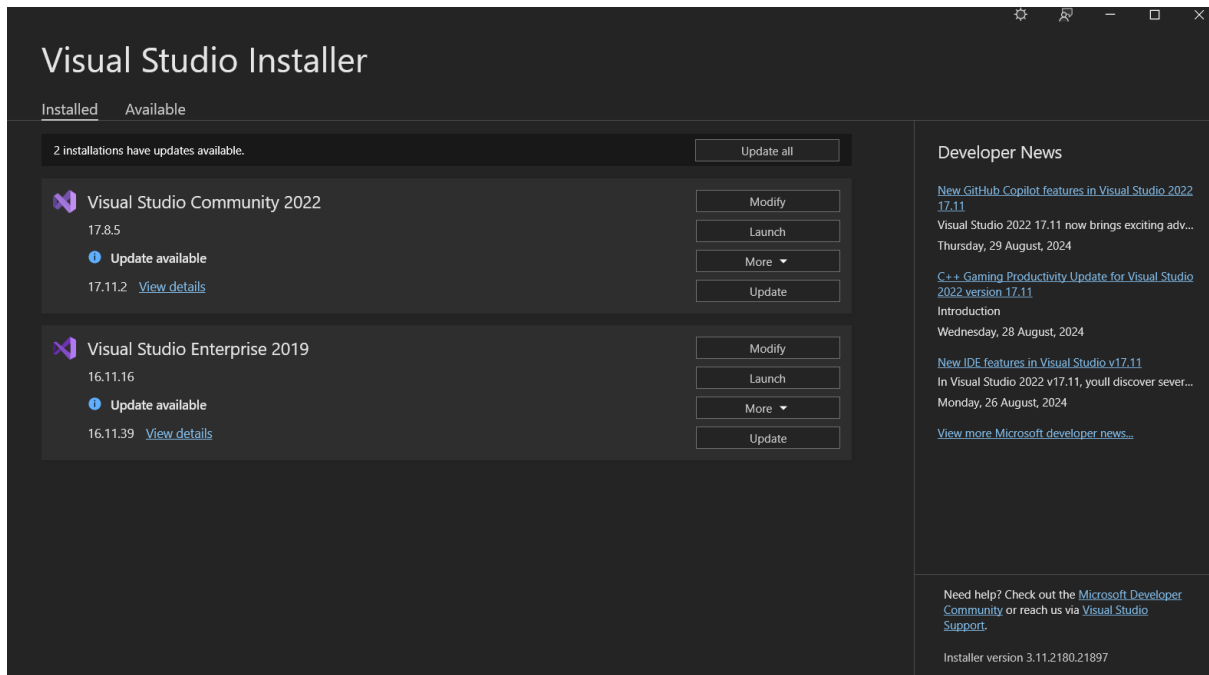 Visual Studio Installer
Installed
Available
2 installations have updates available.
Update all
Visual Studio Community 2022
17.8.5
Update available
17.11.2 View details
Modify
Launch
More
Update
Visual Studio Enterprise 2019
16.11.16
Update available
16.11.39 View details
Modify
Launch
More
Update
Developer News
New GitHub Copilot features in Visual Studio 2022
17.11
Visual Studio 2022 17.11 now brings exciting adv...
Thursday, 29 August, 2024
C++ Gaming Productivity Update for Visual Studio
2022 version 17.11
Introduction
Wednesday, 28 August, 2024
New IDE features in Visual Studio v17.11
In Visual Studio 2022 v17.11, youll discover sever...
Monday, 26 August, 2024
View more Microsoft developer news...
Need help? Check out the Microsoft Developer
Community or reach us via Visual Studio
Support.
Installer version 3.11.2180.21897